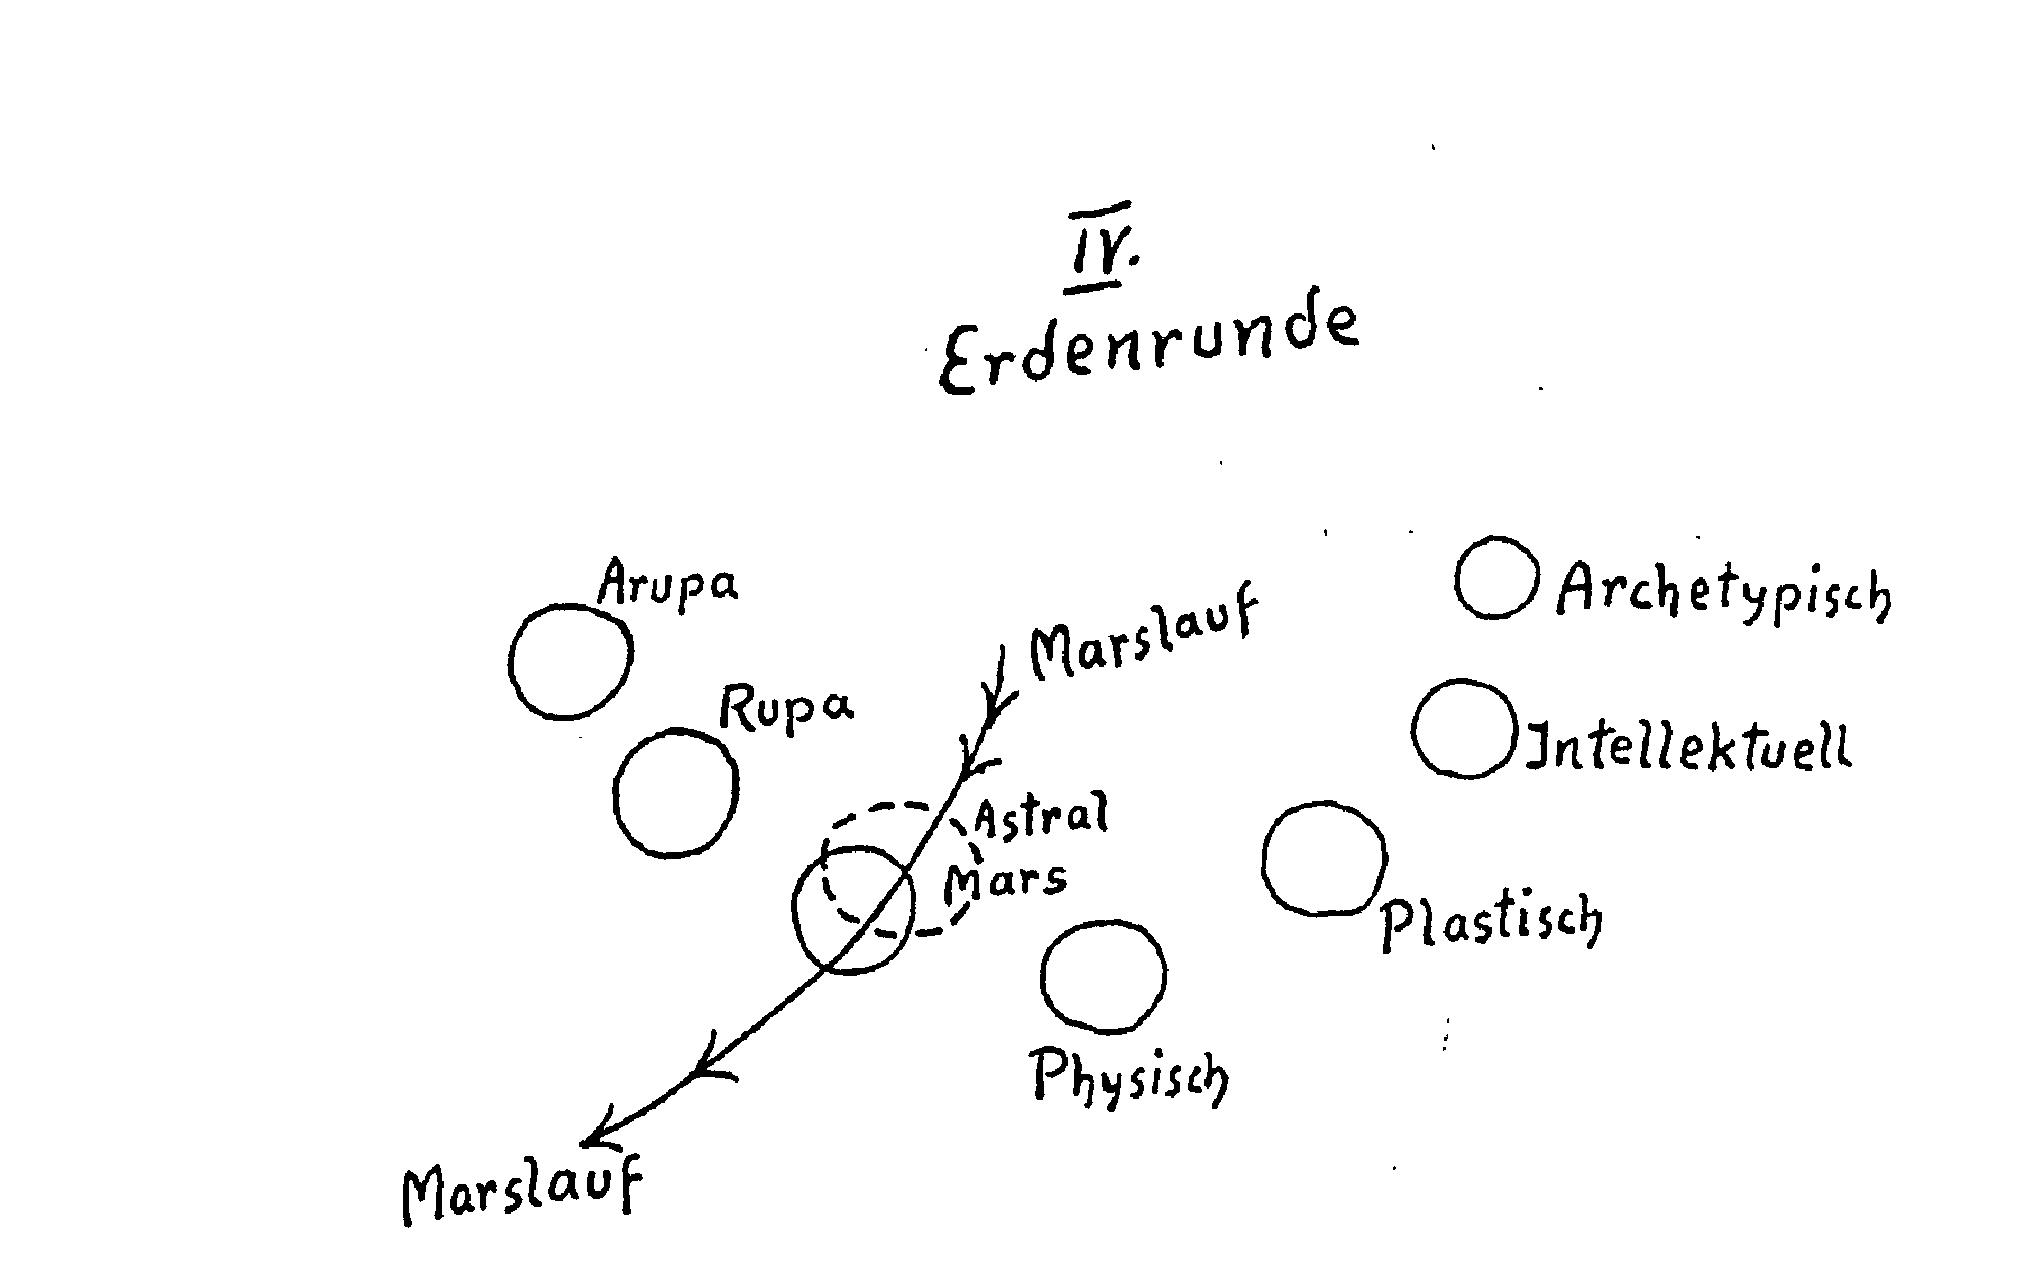 IV.
Erdenrunde
Arupa
Archetypisch
Marslauf
Rupa
Intellektuell
Astral
Mars
Plastisch
Physisch
Marslauf